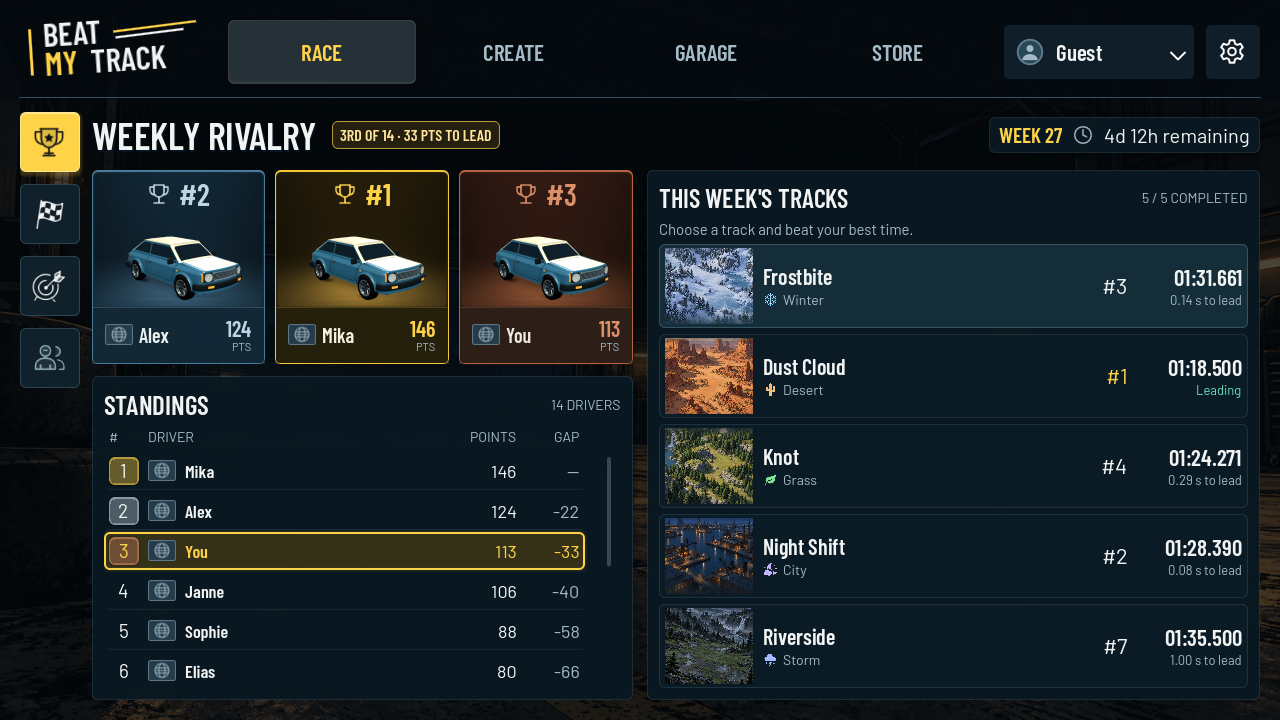 BEAT
MY TRACK
RACE
CREATE
GARAGE
STORE
Guest
WEEKLY RIVALRY
3RD OF 14 · 33 PTS TO LEAD
WEEK 27
4d 12h remaining
#2
Alex
124
PTS
#1
Mika
146
PTS
#3
You
113
PTS
STANDINGS
14 DRIVERS
# DRIVER POINTS GAP
1 Mika 146 —
2 Alex 124 -22
3 You 113 -33
4 Janne 106 -40
5 Sophie 88 -58
6 Elias 80 -66
THIS WEEK'S TRACKS
5 / 5 COMPLETED
Choose a track and beat your best time.
Frostbite
Winter
#3
01:31.661
0.14 s to lead
Dust Cloud
Desert
#1
01:18.500
Leading
Knot
Grass
#4
01:24.271
0.29 s to lead
Night Shift
City
#2
01:28.390
0.08 s to lead
Riverside
Storm
#7
01:35.500
1.00 s to lead